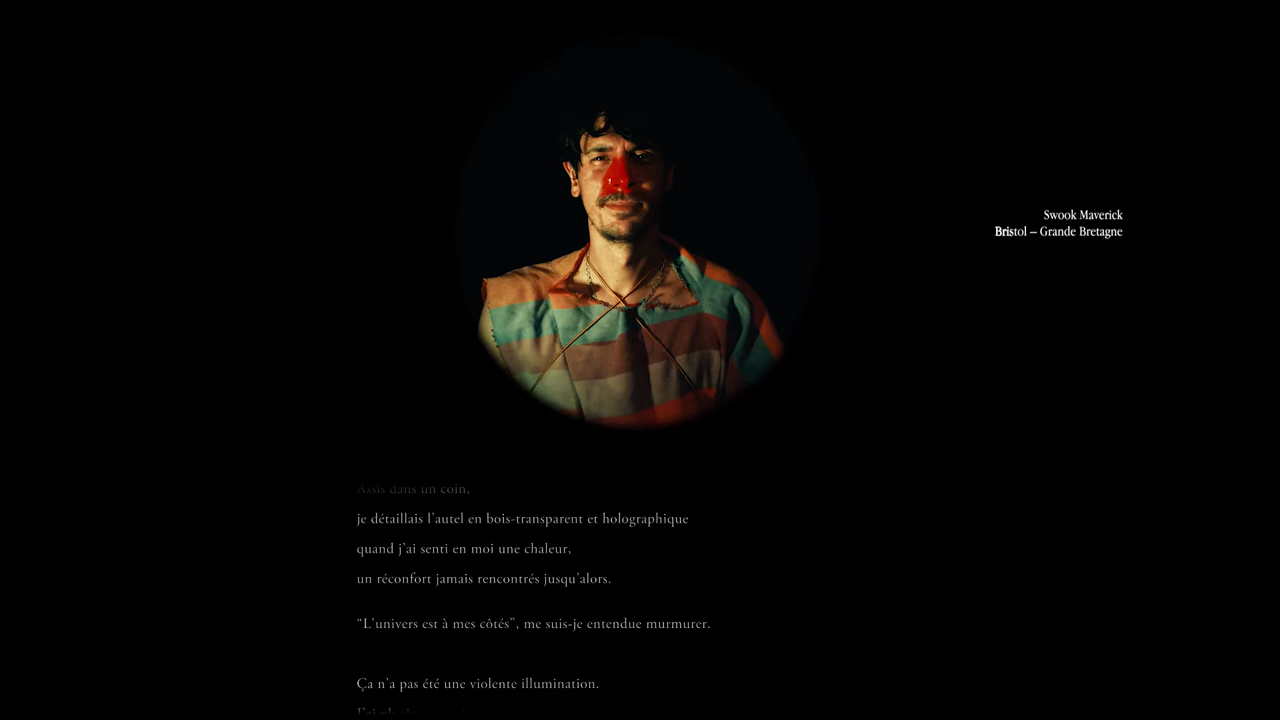 Swook Maverick
Bristol – Grande Bretagne
Assis dans un coin,
je détaillais l’autel en bois-transparent et holographique
quand j’ai senti en moi une chaleur,
un réconfort jamais rencontrés jusqu’alors.
“L'univers est à mes côtés”, me suis-je entendue murmurer.
Ça n’a pas été une violente illumination.